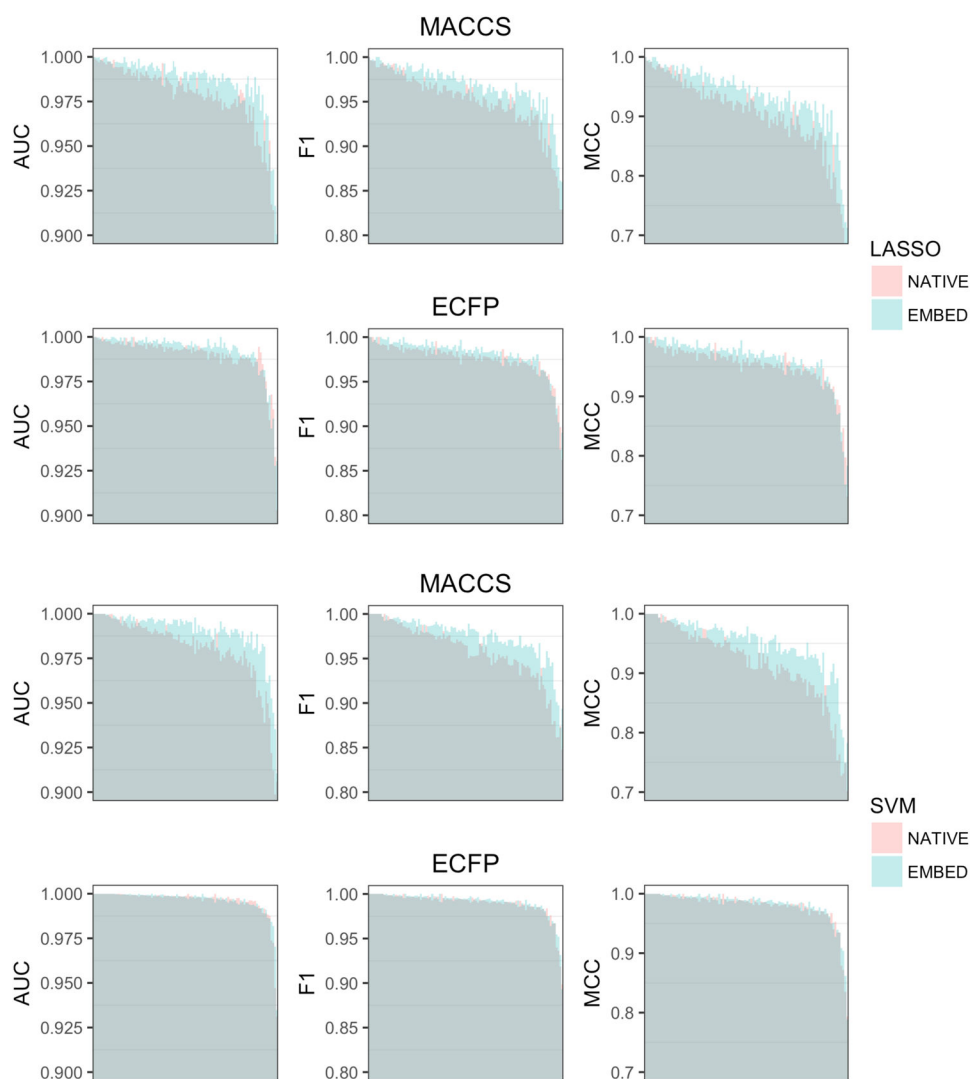 MACCS
AUC
1.000
0.975
0.950
0.925
0.900
F1
1.00
0.95
0.90
0.85
0.80
MCC
1.0
0.9
0.8
0.7
LASSO
NATIVE
EMBED
ECFP
AUC
1.000
0.975
0.950
0.925
0.900
F1
1.00
0.95
0.90
0.85
0.80
MCC
1.0
0.9
0.8
0.7
MACCS
AUC
1.000
0.975
0.950
0.925
0.900
F1
1.00
0.95
0.90
0.85
0.80
MCC
1.0
0.9
0.8
0.7
SVM
NATIVE
EMBED
ECFP
AUC
1.000
0.975
0.950
0.925
0.900
F1
1.00
0.95
0.90
0.85
0.80
MCC
1.0
0.9
0.8
0.7